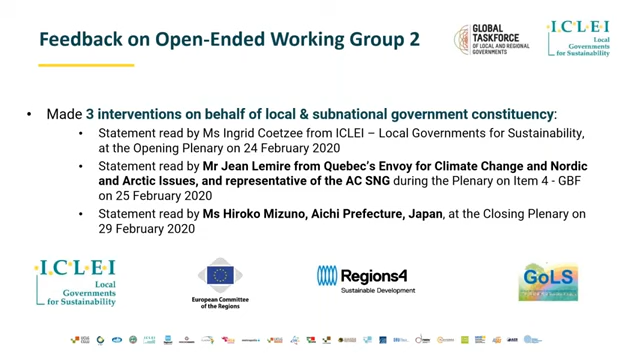 Feedback on Open-Ended Working Group 2
GLOBAL
TASKFORCE
OF LOCAL AND REGIONAL
GOVERNMENTS
I.C.L.E.I
Local
Governments
for Sustainability
• Made 3 interventions on behalf of local & subnational government constituency:
• Statement read by Ms Ingrid Coetzee from ICLEI – Local Governments for Sustainability,
at the Opening Plenary on 24 February 2020
• Statement read by Mr Jean Lemire from Quebec's Envoy for Climate Change and Nordic
and Arctic Issues, and representative of the AC SNG during the Plenary on Item 4 - GBF
on 25 February 2020
• Statement read by Ms Hiroko Mizuno, Aichi Prefecture, Japan, at the Closing Plenary on
29 February 2020
I.C.L.E.I
Local
Governments
for Sustainability
European Committee
of the Regions
Regions4
Sustainable Development
GoLS